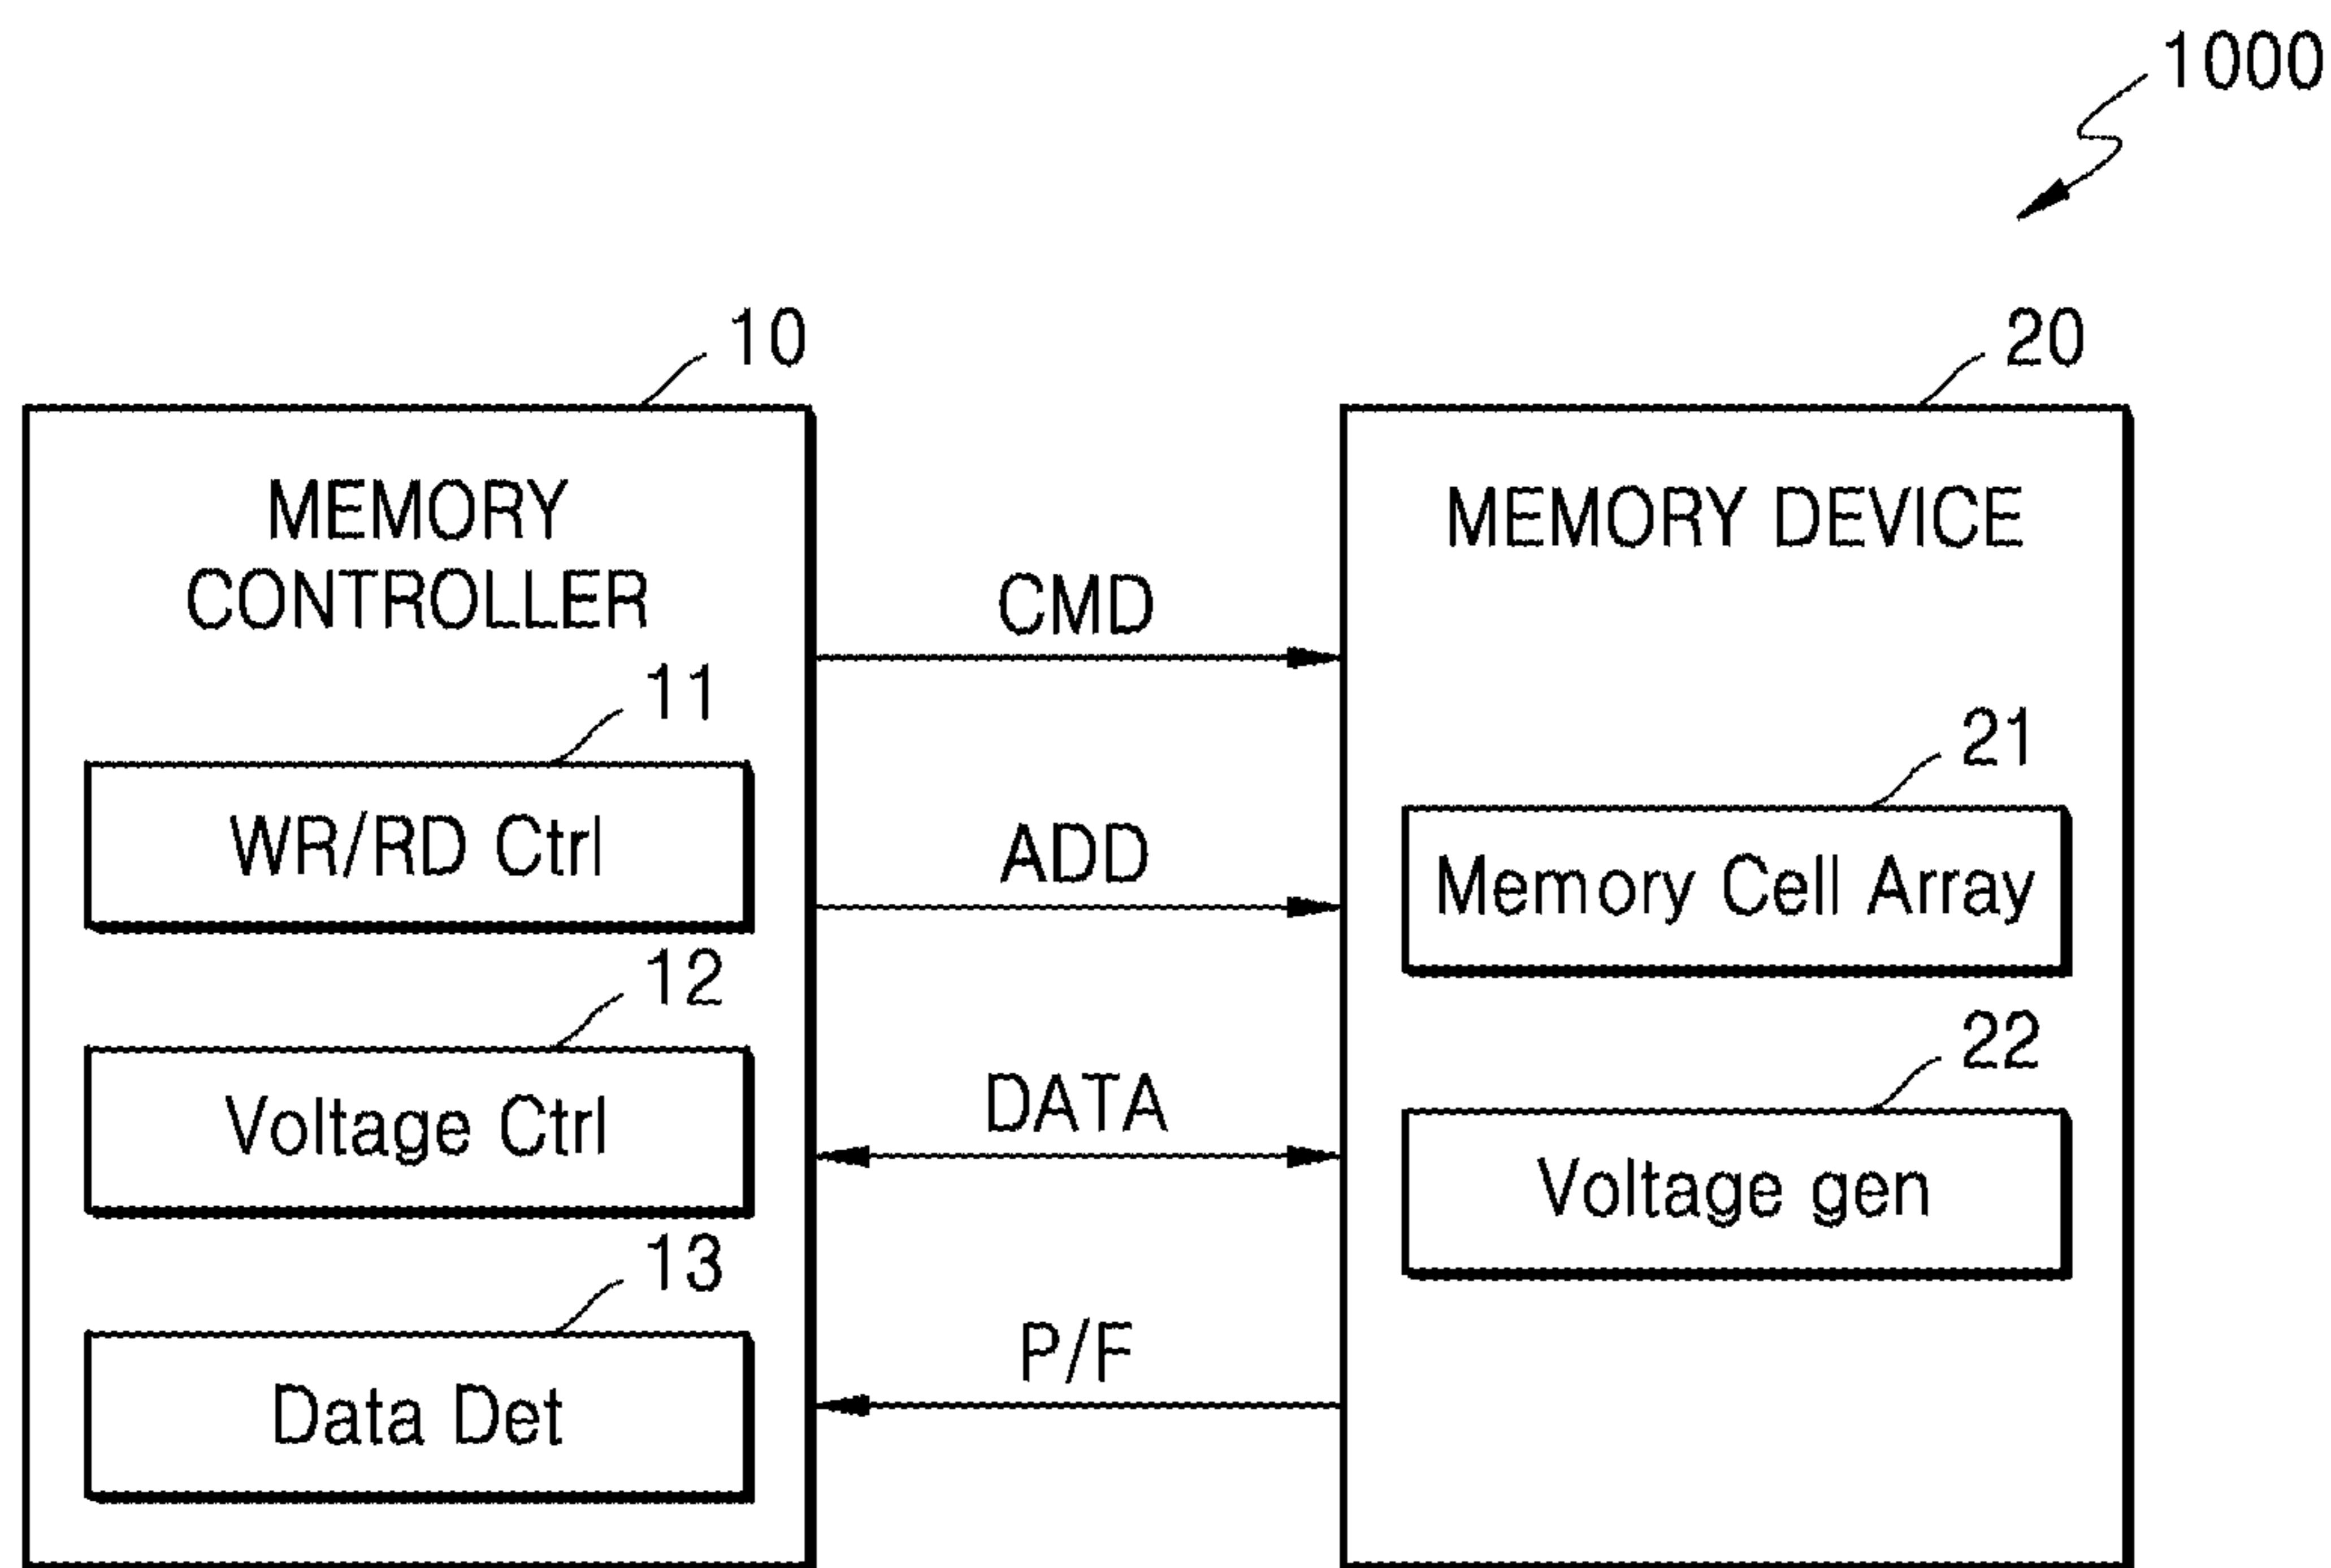 1000
10
20
MEMORY
CONTROLLER
MEMORY DEVICE
CMD
11
WR/RD Ctrl
ADD
21
Memory Cell Array
12
Voltage Ctrl
DATA
22
Voltage gen
13
Data Det
P/F